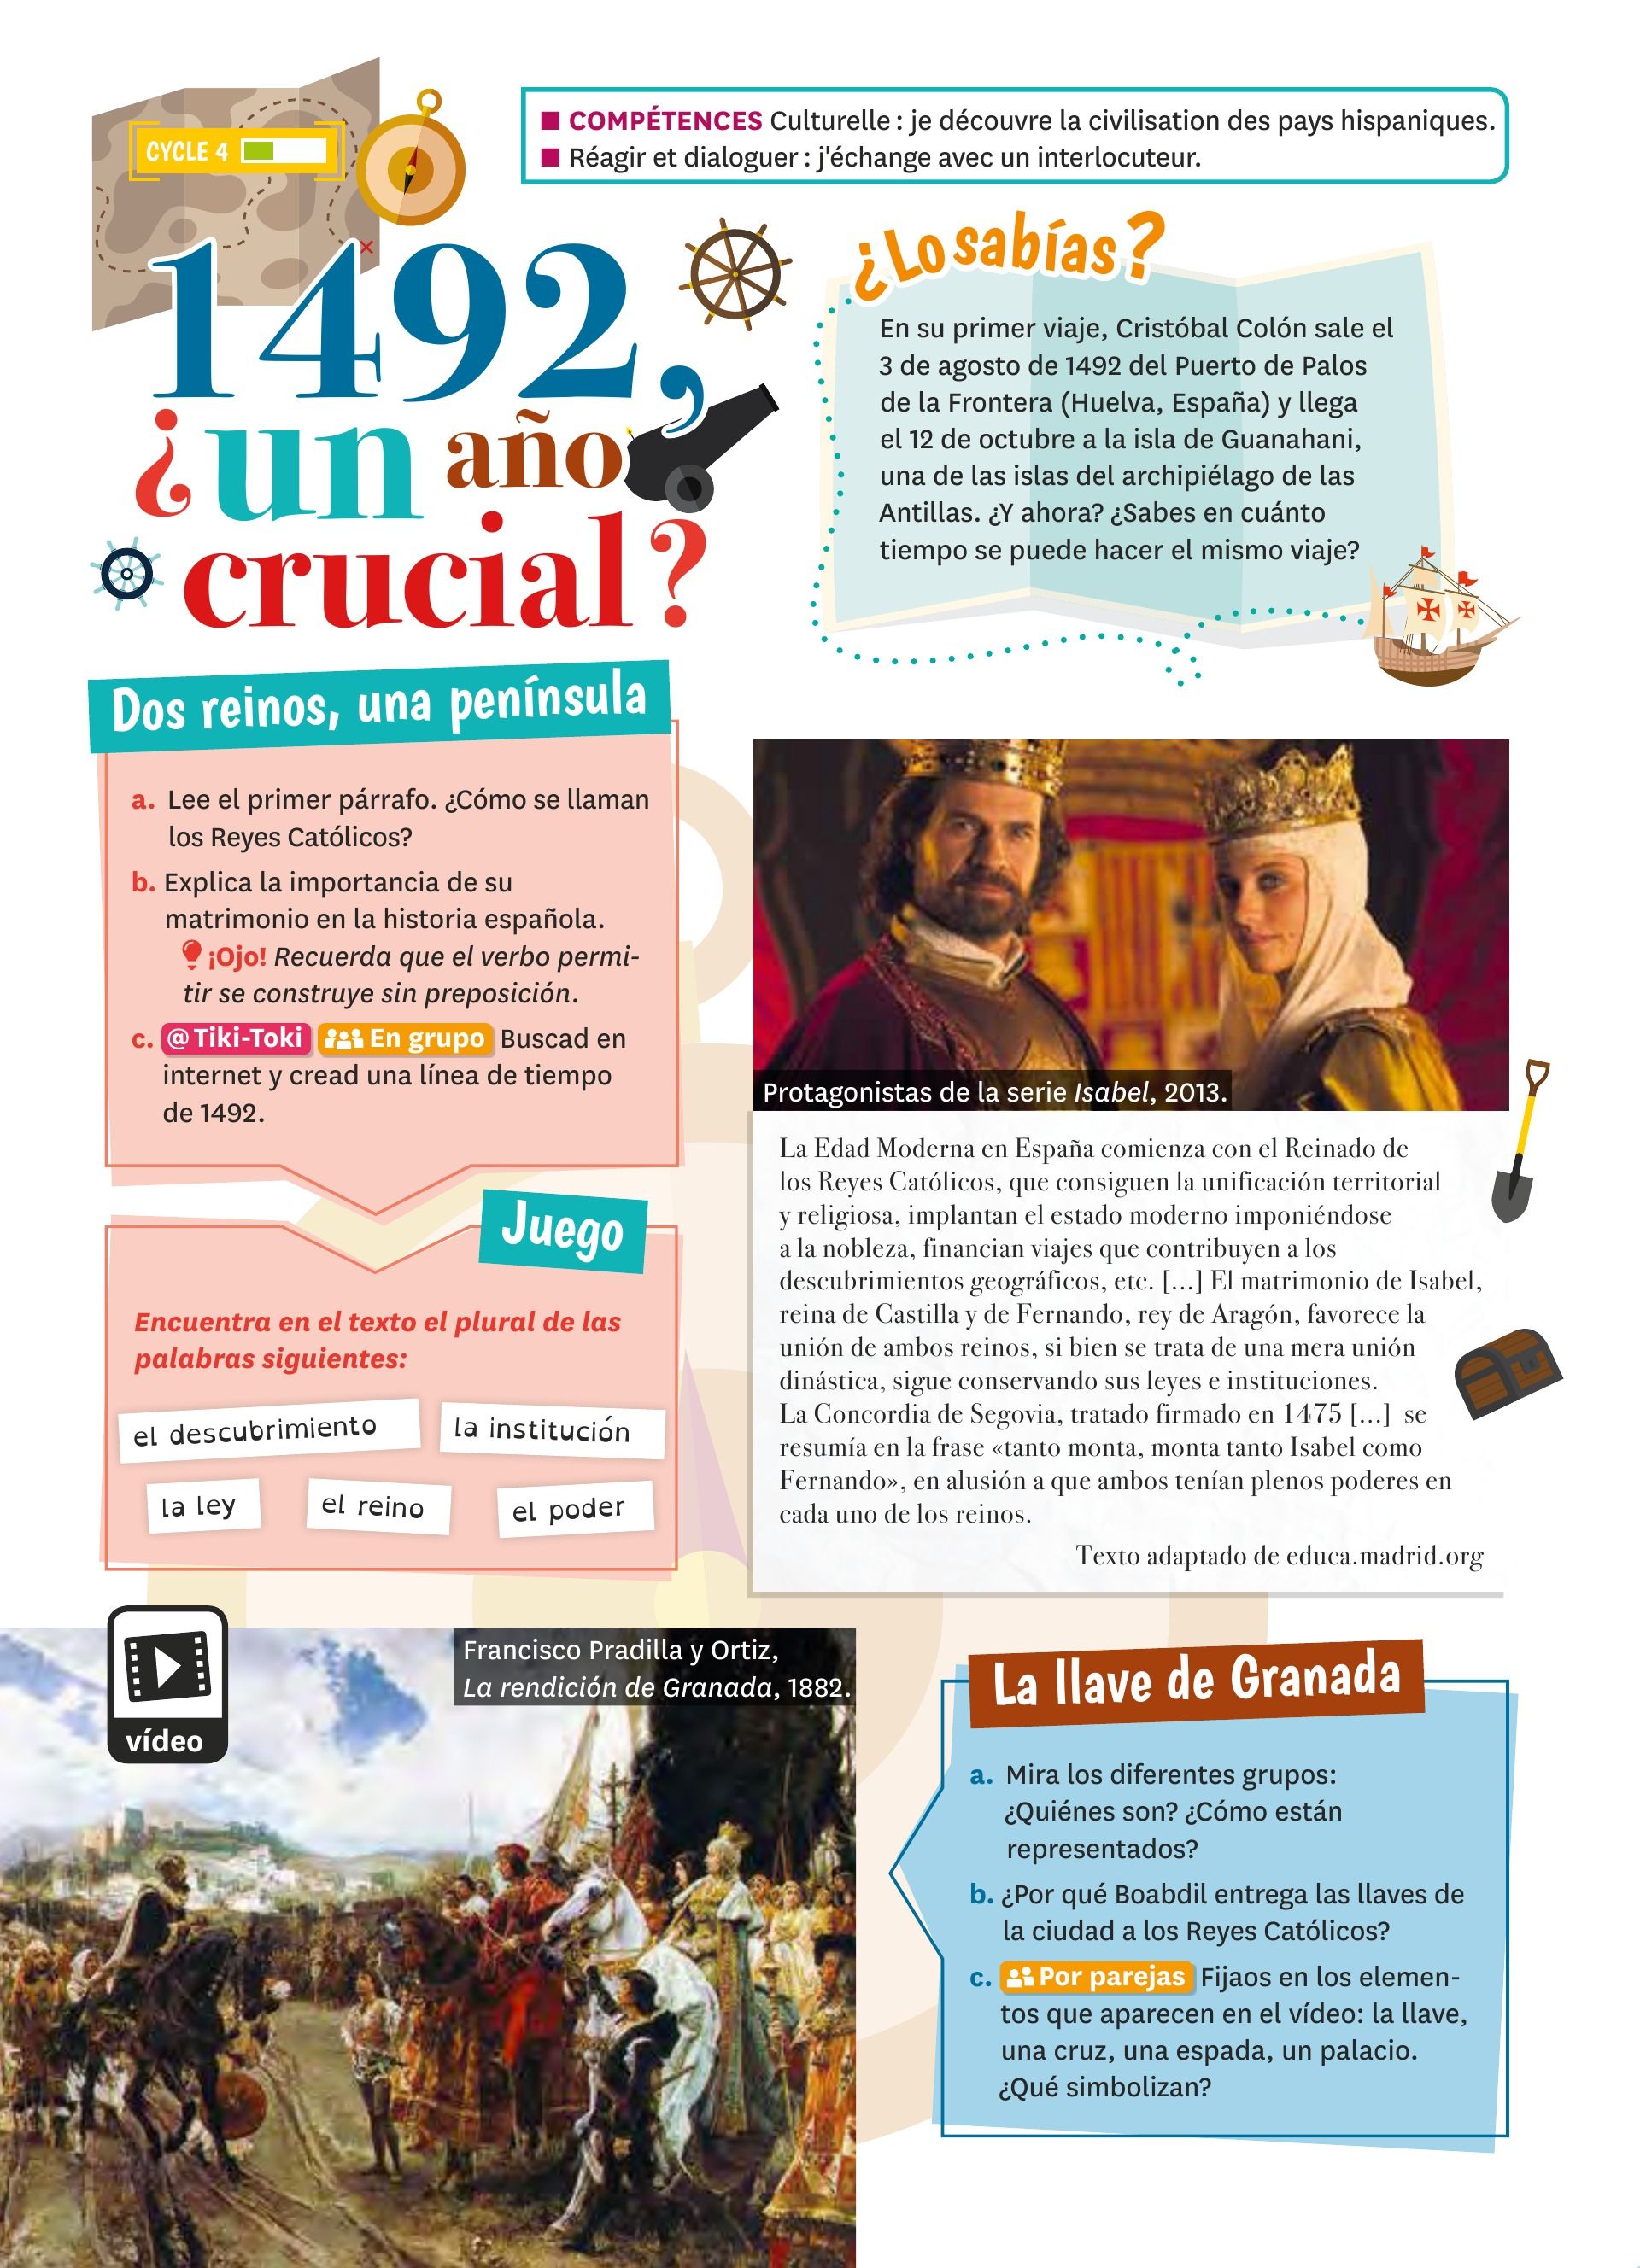 CYCLE 4
■ COMPÉTENCES Culturelle : je découvre la civilisation des pays hispaniques.
■ Réagir et dialoguer : j'échange avec un interlocuteur.
1492,
¿un año
crucial?
¿Lo sabías?
En su primer viaje, Cristóbal Colón sale el
3 de agosto de 1492 del Puerto de Palos
de la Frontera (Huelva, España) y llega
el 12 de octubre a la isla de Guanahani,
una de las islas del archipiélago de las
Antillas. ¿Y ahora? ¿Sabes en cuánto
tiempo se puede hacer el mismo viaje?
Dos reinos, una península
a. Lee el primer párrafo. ¿Cómo se llaman
los Reyes Católicos?
b. Explica la importancia de su
matrimonio en la historia española.
¡Ojo! Recuerda que el verbo permi-
tir se construye sin preposición.
c. @ Tiki-Toki En grupo Buscad en
internet y cread una línea de tiempo
de 1492.
Juego
Encuentra en el texto el plural de las
palabras siguientes:
el descubrimiento
la institución
la ley
el reino
el poder
Protagonistas de la serie Isabel, 2013.
La Edad Moderna en España comienza con el Reinado de
los Reyes Católicos, que consiguen la unificación territorial
y religiosa, implantan el estado moderno imponiéndose
a la nobleza, financian viajes que contribuyen a los
descubrimientos geográficos, etc. [...] El matrimonio de Isabel,
reina de Castilla y de Fernando, rey de Aragón, favorece la
unión de ambos reinos, si bien se trata de una mera unión
dinástica, sigue conservando sus leyes e instituciones.
La Concordia de Segovia, tratado firmado en 1475 [...] se
resumía en la frase «tanto monta, monta tanto Isabel como
Fernando», en alusión a que ambos tenían plenos poderes en
cada uno de los reinos.
Texto adaptado de educa.madrid.org
vídeo
Francisco Pradilla y Ortiz,
La rendición de Granada, 1882.
La llave de Granada
a. Mira los diferentes grupos:
¿Quiénes son? ¿Cómo están
representados?
b. ¿Por qué Boabdil entrega las llaves de
la ciudad a los Reyes Católicos?
c. Por parejas Fijaos en los elemen-
tos que aparecen en el vídeo: la llave,
una cruz, una espada, un palacio.
¿Qué simbolizan?